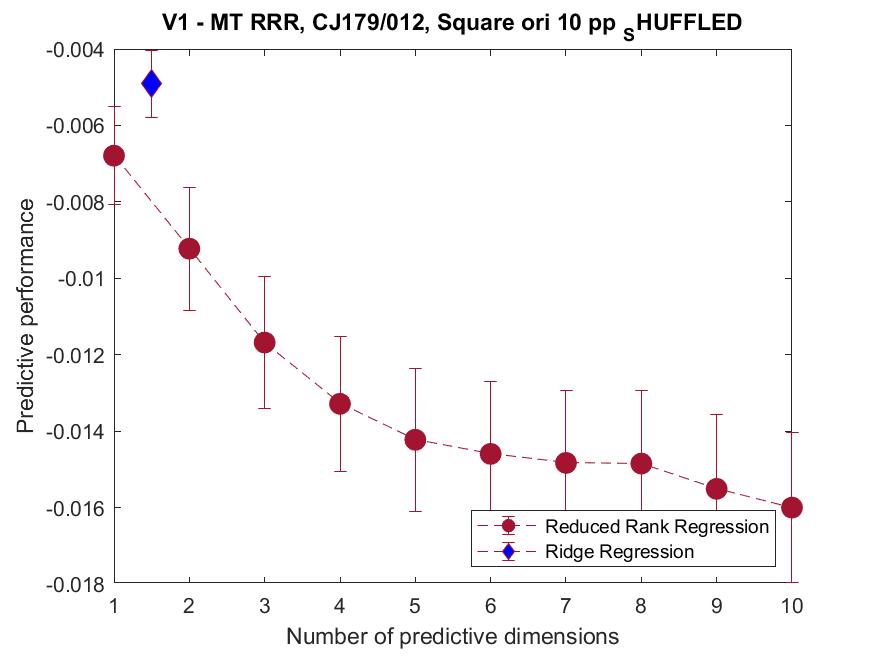 V1 - MT RRR, CJ179/012, Square ori 10 pp SHUFFLED
-0.004
-0.006
-0.008
-0.01
-0.012
-0.014
-0.016
-0.018
Predictive performance
Reduced Rank Regression
Ridge Regression
1 2 3 4 5 6 7 8 9 10
Number of predictive dimensions